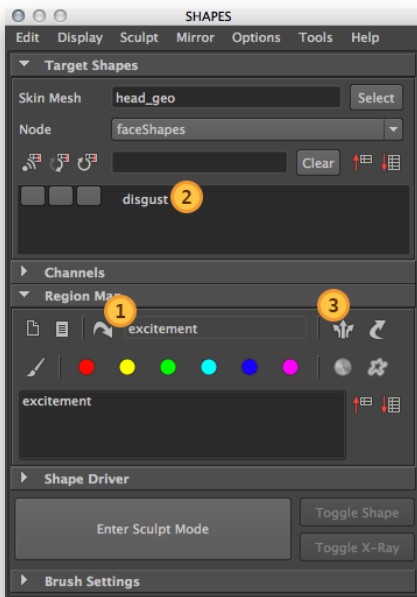 SHAPES
Edit Display Sculpt Mirror Options Tools Help
Target Shapes
Skin Mesh head_geo Select
Node faceShapes
Clear
disgust 2
Channels
Region Map
1 excitement 3
excitement
Shape Driver
Enter Sculpt Mode
Toggle Shape
Toggle X-Ray
Brush Settings